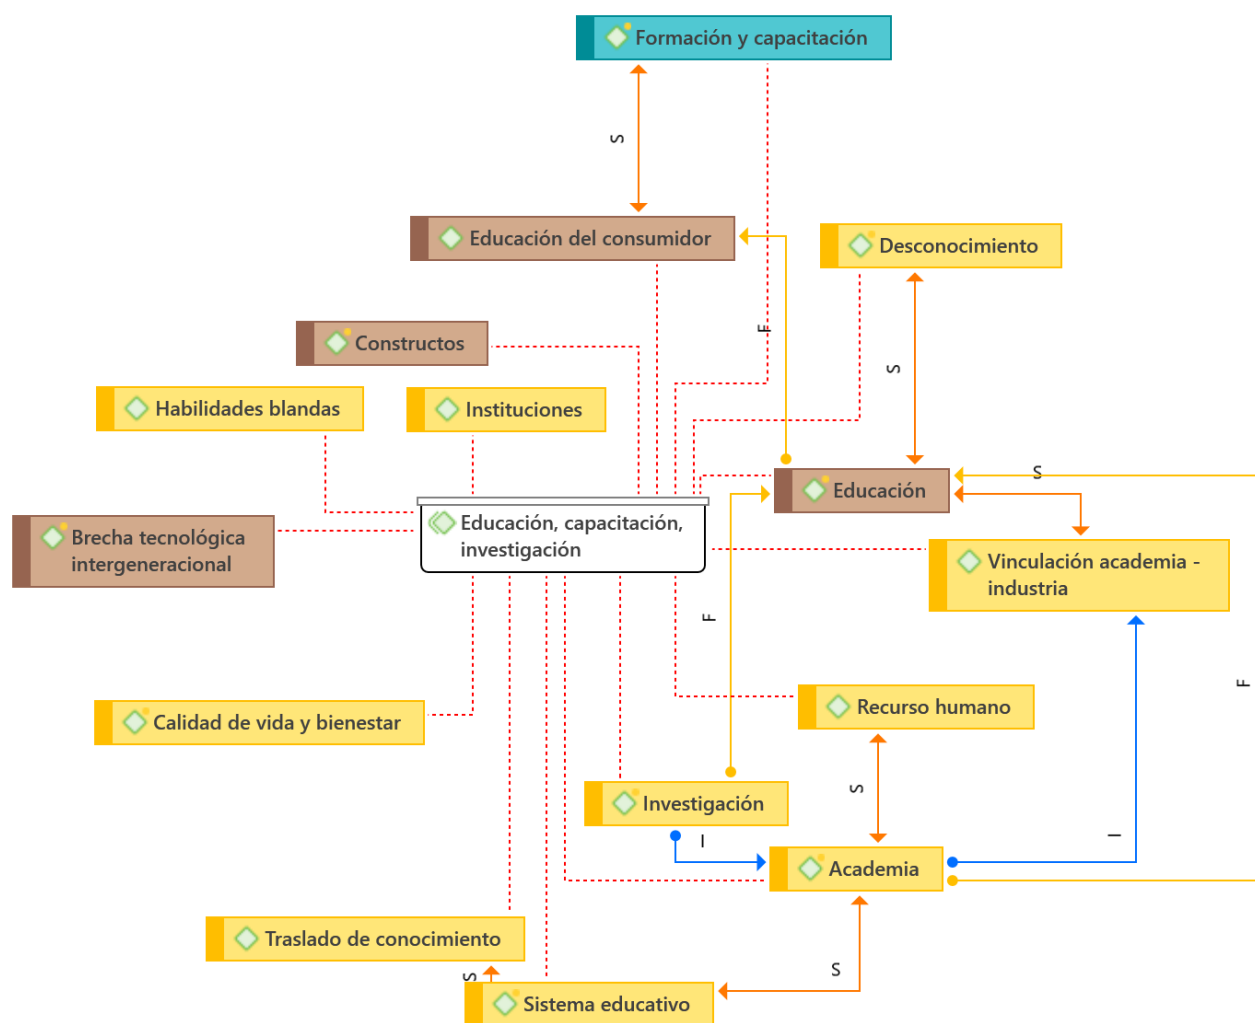 Formación y capacitación
S
Educación del consumidor
Desconocimiento
F
Constructos
S
Habilidades blandas
Instituciones
S
Educación
Educación, capacitación,
investigación
Brecha tecnológica
intergeneracional
Vinculación academia -
industria
F
F
Calidad de vida y bienestar
Recurso humano
S
Investigación
I
I
Academia
Traslado de conocimiento
S
S
Sistema educativo